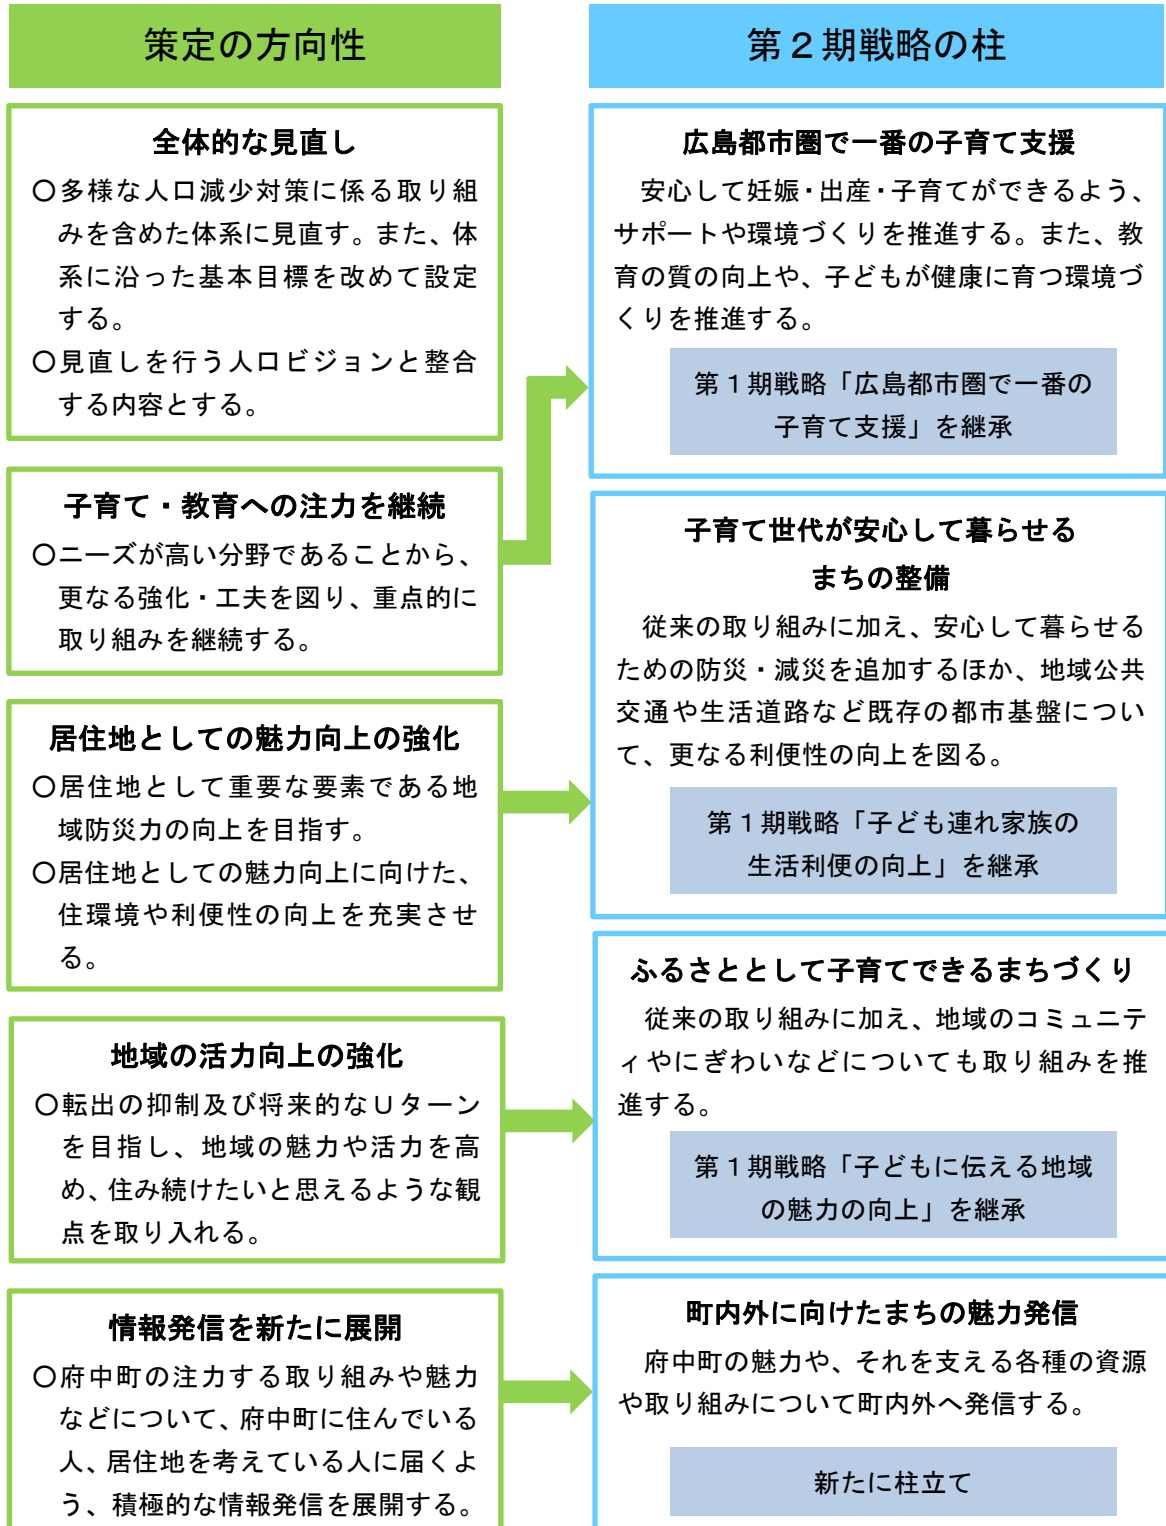 策定の方向性
全体的な見直し
〇多様な人口減少対策に係る取り組
みを含めた体系に見直す。また、体
系に沿った基本目標を改めて設定
する。
〇見直しを行う人口ビジョンと整合
する内容とする。
子育て・教育への注力を継続
〇ニーズが高い分野であることから、
更なる強化・工夫を図り、重点的に
取り組みを継続する。
居住地としての魅力向上の強化
〇居住地として重要な要素である地
域防災力の向上を目指す。
〇居住地としての魅力向上に向けた、
住環境や利便性の向上を充実させ
る。
地域の活力向上の強化
〇転出の抑制及び将来的なUターン
を目指し、地域の魅力や活力を高
め、住み続けたいと思えるような観
点を取り入れる。
情報発信を新たに展開
〇府中町の注力する取り組みや魅力
などについて、府中町に住んでいる
人、居住地を考えている人に届くよ
う、積極的な情報発信を展開する。
第２期戦略の柱
広島都市圏で一番の子育て支援
安心して妊娠・出産・子育てができるよう、
サポートや環境づくりを推進する。また、教
育の質の向上や、子どもが健康に育つ環境づ
くりを推進する。
第１期戦略「広島都市圏で一番の
子育て支援」を継承
子育て世代が安心して暮らせる
まちの整備
従来の取り組みに加え、安心して暮らせる
ための防災・減災を追加するほか、地域公共
交通や生活道路など既存の都市基盤につい
て、更なる利便性の向上を図る。
第１期戦略「子ども連れ家族の
生活利便の向上」を継承
ふるさととして子育てできるまちづくり
従来の取り組みに加え、地域のコミュニテ
ィやにぎわいなどについても取り組みを推
進する。
第１期戦略「子どもに伝える地域
の魅力の向上」を継承
町内外に向けたまちの魅力発信
府中町の魅力や、それを支える各種の資源
や取り組みについて町内外へ発信する。
新たに柱立て